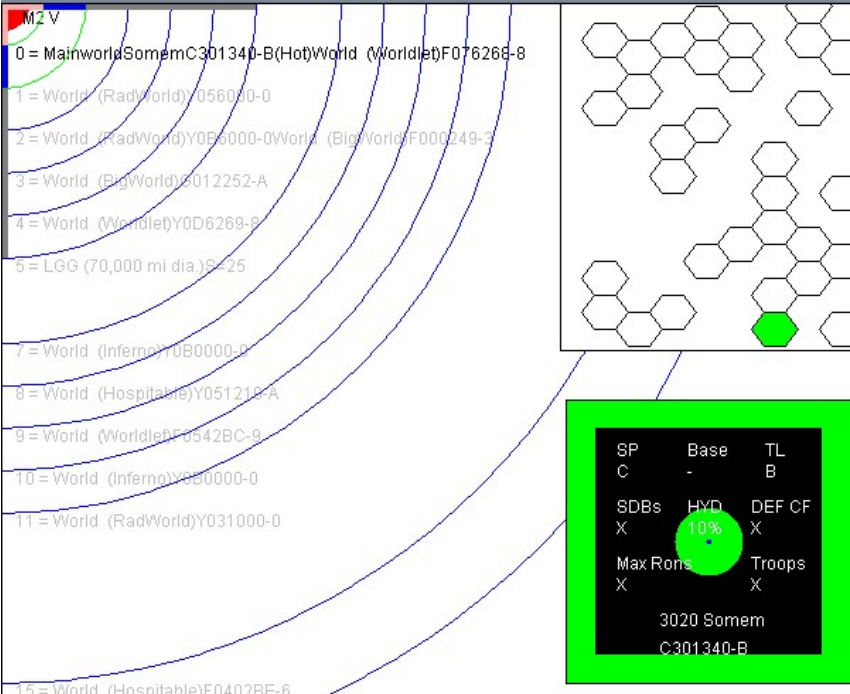 M2 V
0 = MainworldSomemC301340-B(Hot)World (Worldlet)F076268-8
1 = World (RadWorld)Y056000-0
2 = World (RadWorld)Y0B6000-0World (BigWorld)F000249-3
3 = World (BigWorld)G012252-A
4 = World (Worldlet)Y0D6269-8
5 = LGG (70,000 mi dia.)S=25
7 = World (Inferno)Y0B0000-0
8 = World (Hospitable)Y051210-A
9 = World (Worldlet)F0542BC-9
10 = World (Inferno)Y0B0000-0
11 = World (RadWorld)Y031000-0
15 = World (Hospitable)F0402BE-6
SP Base TL
C - B
SDBs HYD DEF CF
X 10% X
Max Rons Troops
X X
3020 Somem
C301340-B